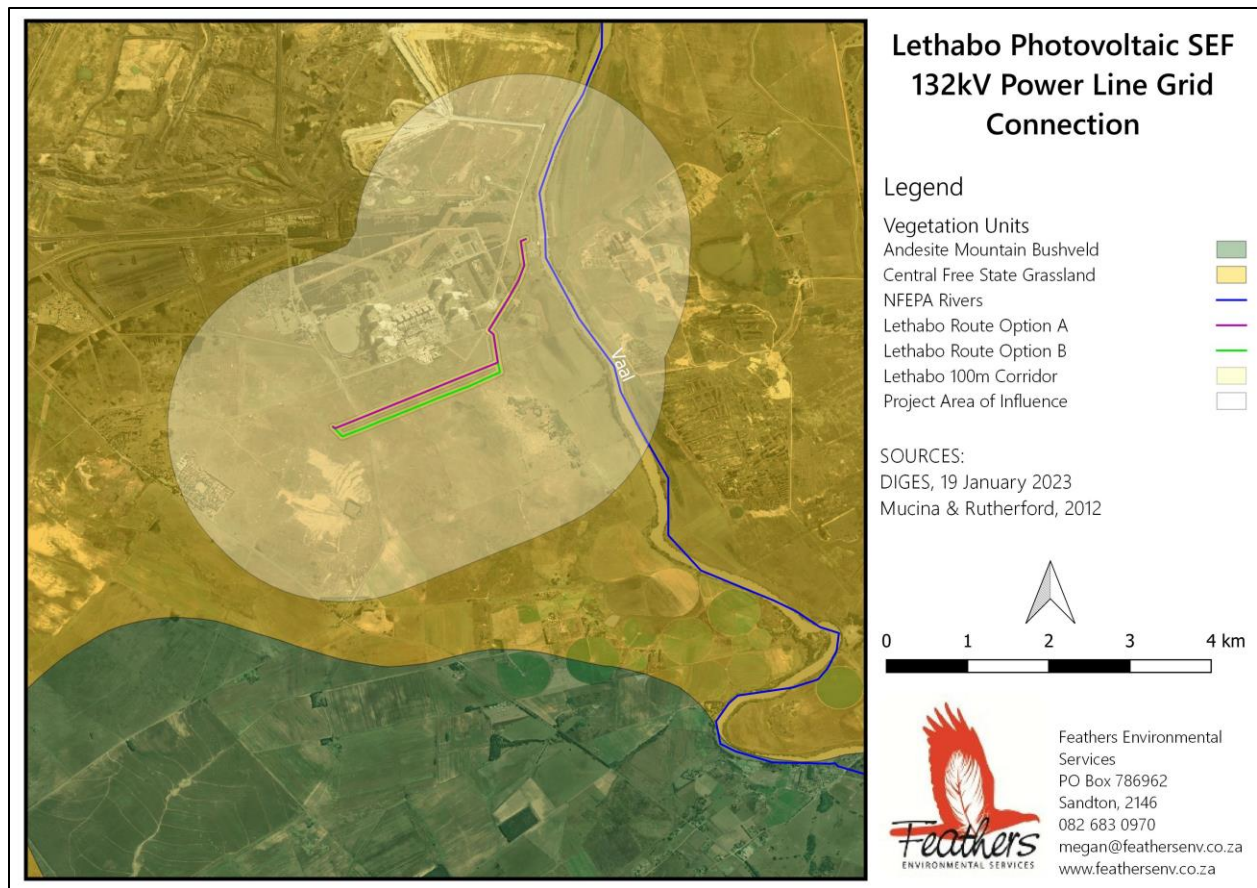 Lethabo Photovoltaic SEF
132kV Power Line Grid
Connection
Legend
Vegetation Units
Andesite Mountain Bushveld
Central Free State Grassland
NFEPA Rivers
Lethabo Route Option A
Lethabo Route Option B
Lethabo 100m Corridor
Project Area of Influence
SOURCES:
DIGES, 19 January 2023
Mucina & Rutherford, 2012
0 1 2 3 4 km
Vaal
Feathers
ENVIRONMENTAL SERVICES
Feathers Environmental
Services
PO Box 786962
Sandton, 2146
082 683 0970
megan@feathersenv.co.za
www.feathersenv.co.za